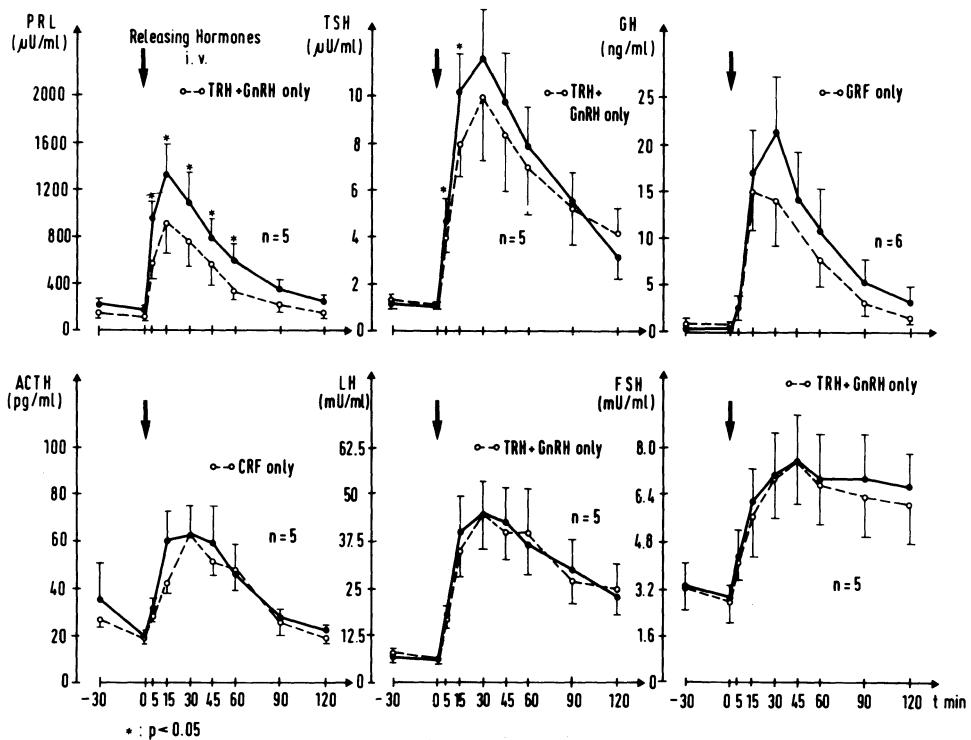 PRL
(µU/ml)
Releasing Hormones
i. v.
TRH+GnRH only
2000
1600
1200
800
400
0
*
*
*
*
*
n=5
TSH
(µU/ml)
TRH+
GnRH only
10
8
6
4
2
1
0
*
*
n=5
GH
(ng/ml)
GRF only
25
20
15
10
5
0
n=6
ACTH
(pg/ml)
CRF only
100
80
60
40
20
0
n=5
-30 0 5 15 30 45 60 90 120
LH
(mU/ml)
TRH+GnRH only
62.5
50
37.5
25
12.5
0
n=5
-30 0 5 15 30 45 60 90 120
FSH
(mU/ml)
TRH+GnRH only
8.0
6.4
4.8
3.2
1.6
0
n=5
-30 0 5 15 30 45 60 90 120 t min
* : p<0.05